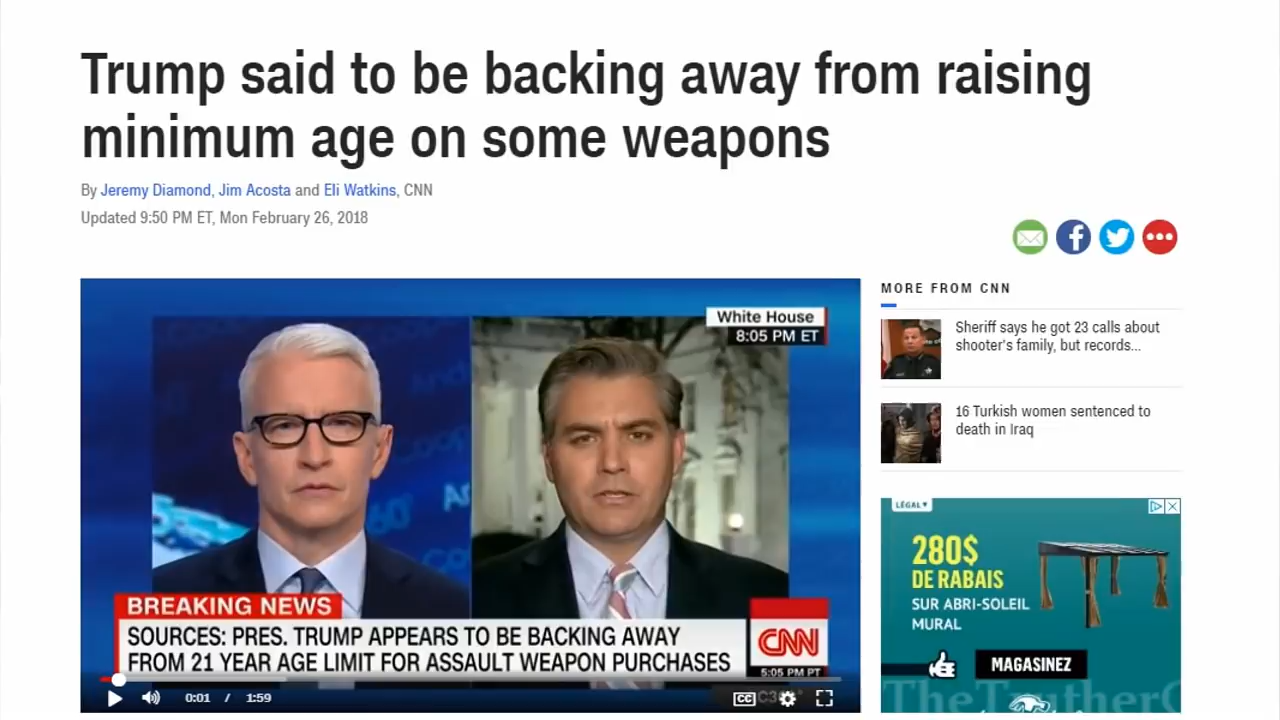 Trump said to be backing away from raising
minimum age on some weapons
By Jeremy Diamond, Jim Acosta and Eli Watkins, CNN
Updated 9:50 PM ET, Mon February 26, 2018
White House
8:05 PM ET
BREAKING NEWS
SOURCES: PRES. TRUMP APPEARS TO BE BACKING AWAY
FROM 21 YEAR AGE LIMIT FOR ASSAULT WEAPON PURCHASES
CNN
5:05 PM PT
0:01 / 1:59
CC
MORE FROM CNN
Sheriff says he got 23 calls about
shooter's family, but records...
16 Turkish women sentenced to
death in Iraq
LÉGAL
280$
DE RABAIS
SUR ABRI-SOLEIL
MURAL
MAGASINEZ